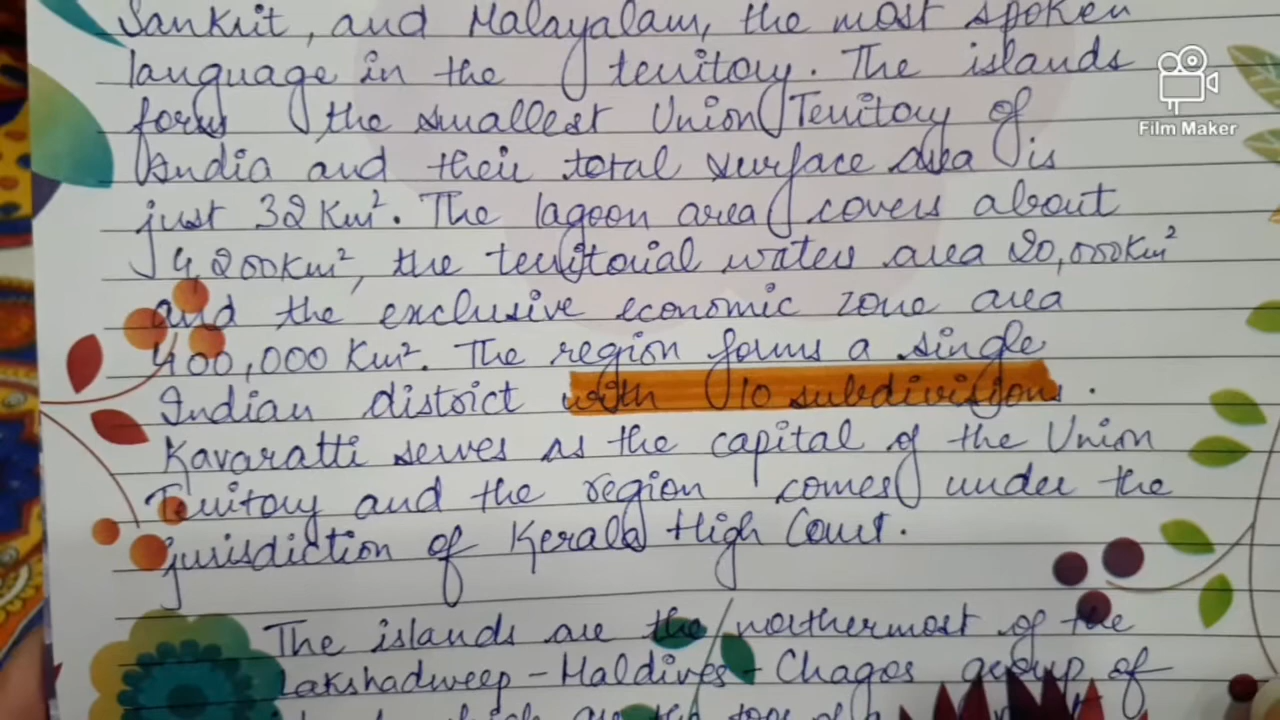 Sankrit, and Malayalam, the most spoken
language in the territory. The islands
forms the smallest Union Territory of
India and their total surface area is
just 32 Km². The lagoon area covers about
4,200 Km², the territorial waters area 20,000 Km²
and the exclusive economic zone area
400,000 Km². The region forms a single
Indian district with 10 subdivisions.
Kavaratti serves as the capital of the Union
Territory and the region comes under the
jurisdiction of Kerala High Court.
The islands are the northermost of the
Lakshadweep - Maldives - Chagos group of
Film Maker